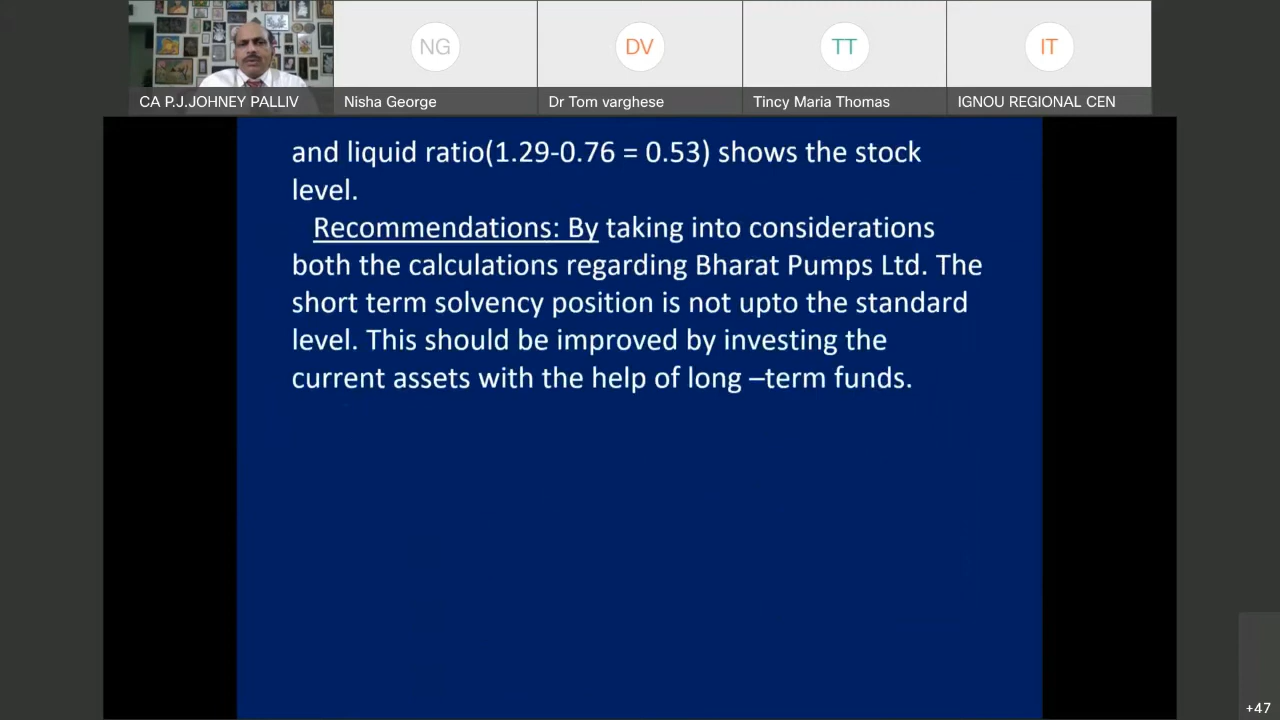 NG
DV
TT
IT
CA P.J.JOHNEY PALLIV
Nisha George
Dr Tom varghese
Tincy Maria Thomas
IGNOU REGIONAL CEN
and liquid ratio(1.29-0.76 = 0.53) shows the stock
level.
Recommendations: By taking into considerations
both the calculations regarding Bharat Pumps Ltd. The
short term solvency position is not upto the standard
level. This should be improved by investing the
current assets with the help of long –term funds.
+47